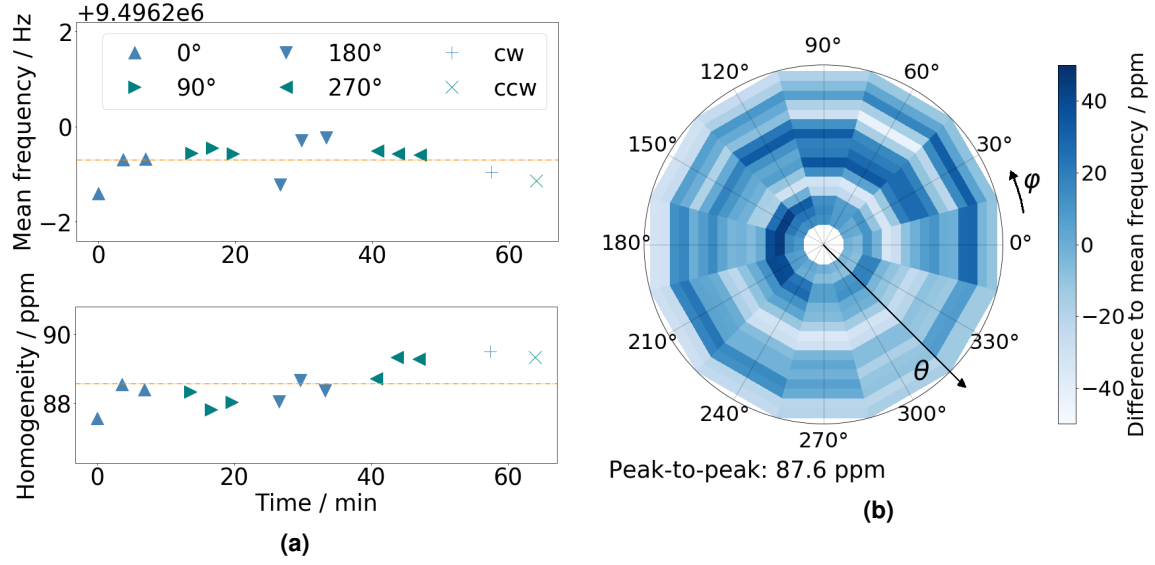 +9.4962e6
Mean frequency / Hz
2
0
−2
0° 180° cw
90° 270° ccw
0 20 40 60
Homogeneity / ppm
90
88
0 20 40 60
Time / min
(a)
90°
120° 60°
150° 30°
φ
180° 0°
210° 330°
θ
240° 300°
270°
Peak-to-peak: 87.6 ppm
(b)
40
20
0
−20
−40
Difference to mean frequency / ppm